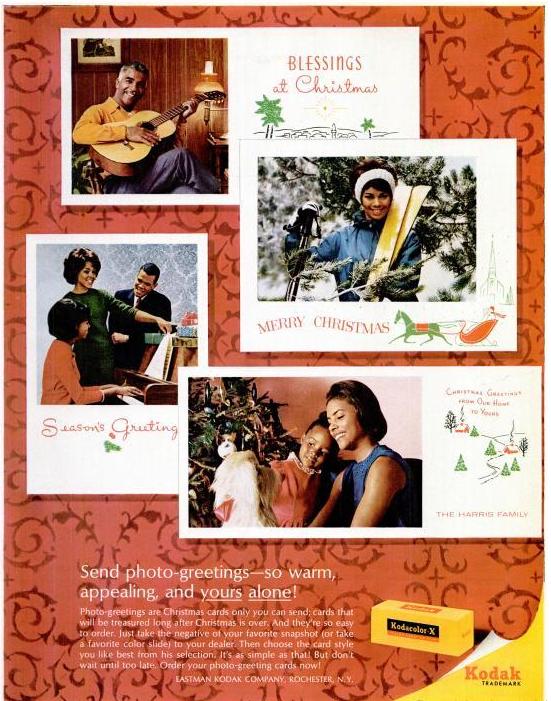 BLESSINGS
at Christmas
MERRY CHRISTMAS
Season's Greeting
CHRISTMAS GREETINGS
FROM OUR HOME
TO YOURS
THE HARRIS FAMILY
Send photo-greetings—so warm,
appealing, and yours alone!
Photo-greetings are Christmas cards only you can send; cards that
will be treasured long after Christmas is over. And they're so easy
to order. Just take the negative of your favorite snapshot (or take
a favorite color slide) to your dealer. Then choose the card style
you like best from his selection. It's as simple as that! But don't
wait until too late. Order your photo-greeting cards now!
EASTMAN KODAK COMPANY, ROCHESTER, N.Y.
Kodak
Kodacolor-X
Kodak
TRADEMARK